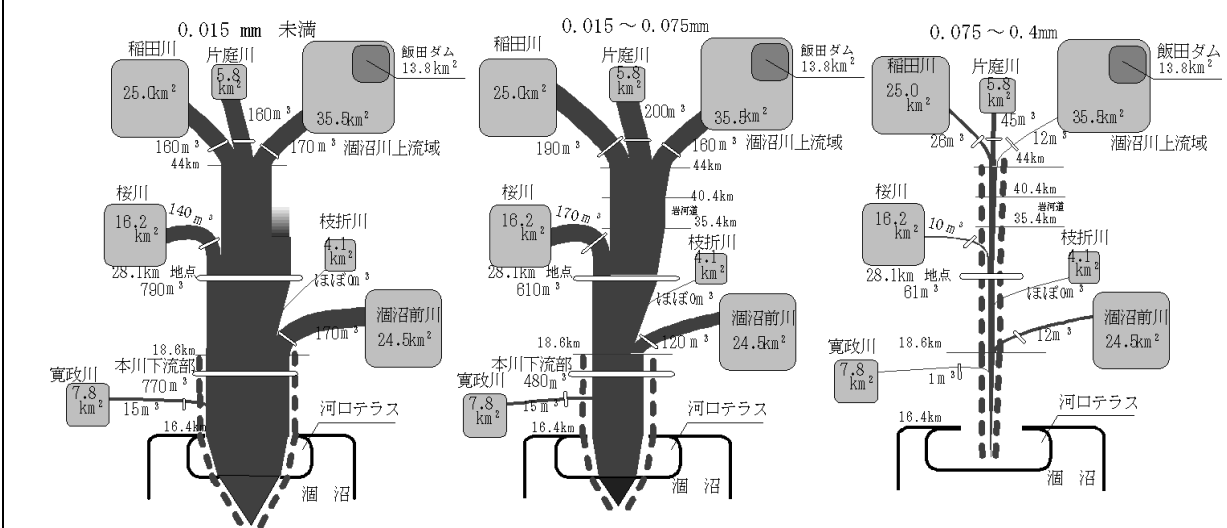 0.015 mm 未満
稲田川
片庭川
飯田ダム
13.8km²
5.8
km²
25.0km²
35.5km²
160m³
160m³
170m³
涸沼川上流域
44km
桜川
140m³
16.2
km²
枝折川
4.1
km²
28.1km 地点
790m³
ほぼ0m³
涸沼前川
24.5km²
170m³
18.6km
本川下流部
770m³
寛政川
7.8
km²
15m³
16.4km
河口テラス
涸 沼
0.015～0.075mm
稲田川
片庭川
飯田ダム
13.8km²
5.8
km²
25.0km²
35.5km²
200m³
190m³
160m³
涸沼川上流域
44km
40.4km
岩河道
35.4km
桜川
170m³
16.2
km²
枝折川
4.1
km²
28.1km 地点
610m³
ほぼ0m³
涸沼前川
24.5km²
120m³
18.6km
本川下流部
480m³
寛政川
7.8
km²
15m³
16.4km
河口テラス
涸 沼
0.075～0.4mm
稲田川
片庭川
飯田ダム
13.8km²
5.8
km²
25.0
km²
35.5km²
45m³
26m³
12m³
涸沼川上流域
44km
40.4km
岩河道
35.4km
桜川
10m³
16.2
km²
枝折川
4.1
km²
28.1km 地点
61m³
ほぼ0m³
涸沼前川
24.5km²
12m³
18.6km
寛政川
7.8
km²
1m³
16.4km
河口テラス
涸 沼